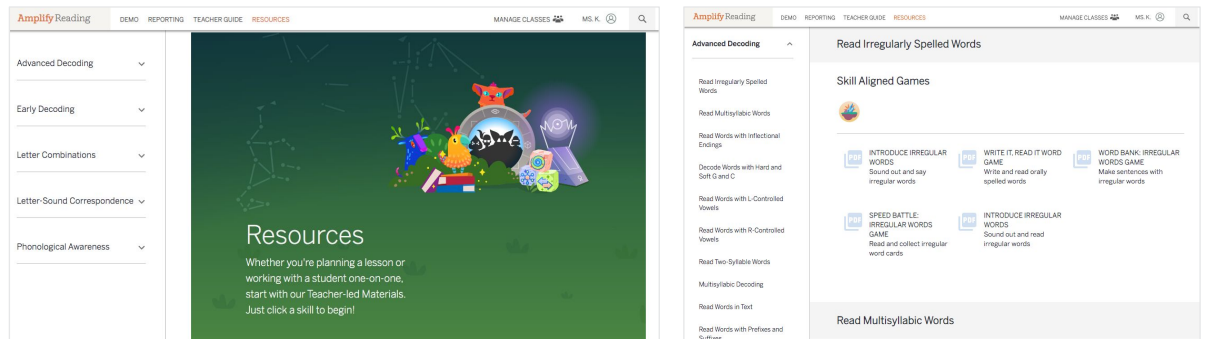 Amplify Reading DEMO REPORTING TEACHER GUIDE RESOURCES MANAGE CLASSES MS. K.
Advanced Decoding
Early Decoding
Letter Combinations
Letter-Sound Correspondence
Phonological Awareness
Resources
Whether you're planning a lesson or
working with a student one-on-one,
start with our Teacher-led Materials.
Just click a skill to begin!
Amplify Reading DEMO REPORTING TEACHER GUIDE RESOURCES MANAGE CLASSES MS. K.
Advanced Decoding
Read Irregularly Spelled
Words
Read Multisyllabic Words
Read Words with Inflectional
Endings
Decode Words with Hard and
Soft G and C
Read Words with L-Controlled
Vowels
Read Words with R-Controlled
Vowels
Read Two-Syllable Words
Multisyllabic Decoding
Read Words in Text
Read Words with Prefixes and
Suffixes
Read Irregularly Spelled Words
Skill Aligned Games
PDF
INTRODUCE IRREGULAR
WORDS
Sound out and say
irregular words
PDF
WRITE IT, READ IT WORD
GAME
Write and read orally
spelled words
PDF
WORD BANK: IRREGULAR
WORDS GAME
Make sentences with
irregular words
PDF
SPEED BATTLE:
IRREGULAR WORDS
GAME
Read and collect irregular
word cards
PDF
INTRODUCE IRREGULAR
WORDS
Sound out and read
irregular words
Read Multisyllabic Words